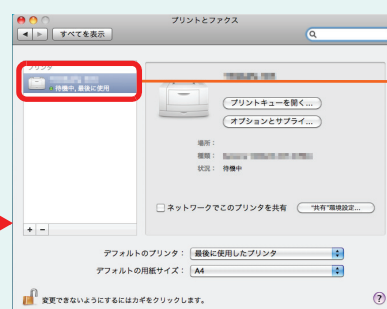 プリントとファクス
すべてを表示
プリンタ
待機中, 最後に使用
プリントキューを開く...
オプションとサプライ...
場所：
種類：
状況： 待機中
ネットワークでこのプリンタを共有
"共有"環境設定...
+ −
デフォルトのプリンタ： 最後に使用したプリンタ
デフォルトの用紙サイズ： A4
変更できないようにするにはカギをクリックします。
?